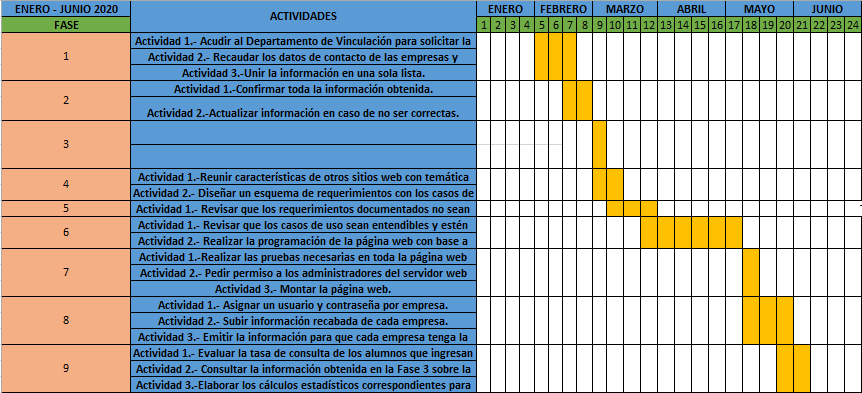 ENERO - JUNIO 2020 ACTIVIDADES ENERO FEBRERO MARZO ABRIL MAYO JUNIO
FASE 1 2 3 4 5 6 7 8 9 10 11 12 13 14 15 16 17 18 19 20 21 22 23 24
1
Actividad 1.- Acudir al Departamento de Vinculación para solicitar la
Actividad 2.- Recaudar los datos de contacto de las empresas y
Actividad 3.-Unir la información en una sola lista.
2
Actividad 1.-Confirmar toda la información obtenida.
Actividad 2.-Actualizar información en caso de no ser correctas.
3
4
Actividad 1.-Reunir características de otros sitios web con temática
Actividad 2.- Diseñar un esquema de requerimientos con los casos de
5
Actividad 1.- Revisar que los requerimientos documentados no sean
6
Actividad 1.- Revisar que los casos de uso sean entendibles y estén
Actividad 2.- Realizar la programación de la página web con base a
7
Actividad 1.-Realizar las pruebas necesarias en toda la página web
Actividad 2.- Pedir permiso a los administradores del servidor web
Actividad 3.- Montar la página web.
8
Actividad 1.- Asignar un usuario y contraseña por empresa.
Actividad 2.- Subir información recabada de cada empresa.
Actividad 3.- Emitir la información para que cada empresa tenga la
9
Actividad 1.- Evaluar la tasa de consulta de los alumnos que ingresan
Actividad 2.- Consultar la información obtenida en la Fase 3 sobre la
Actividad 3.-Elaborar los cálculos estadísticos correspondientes para